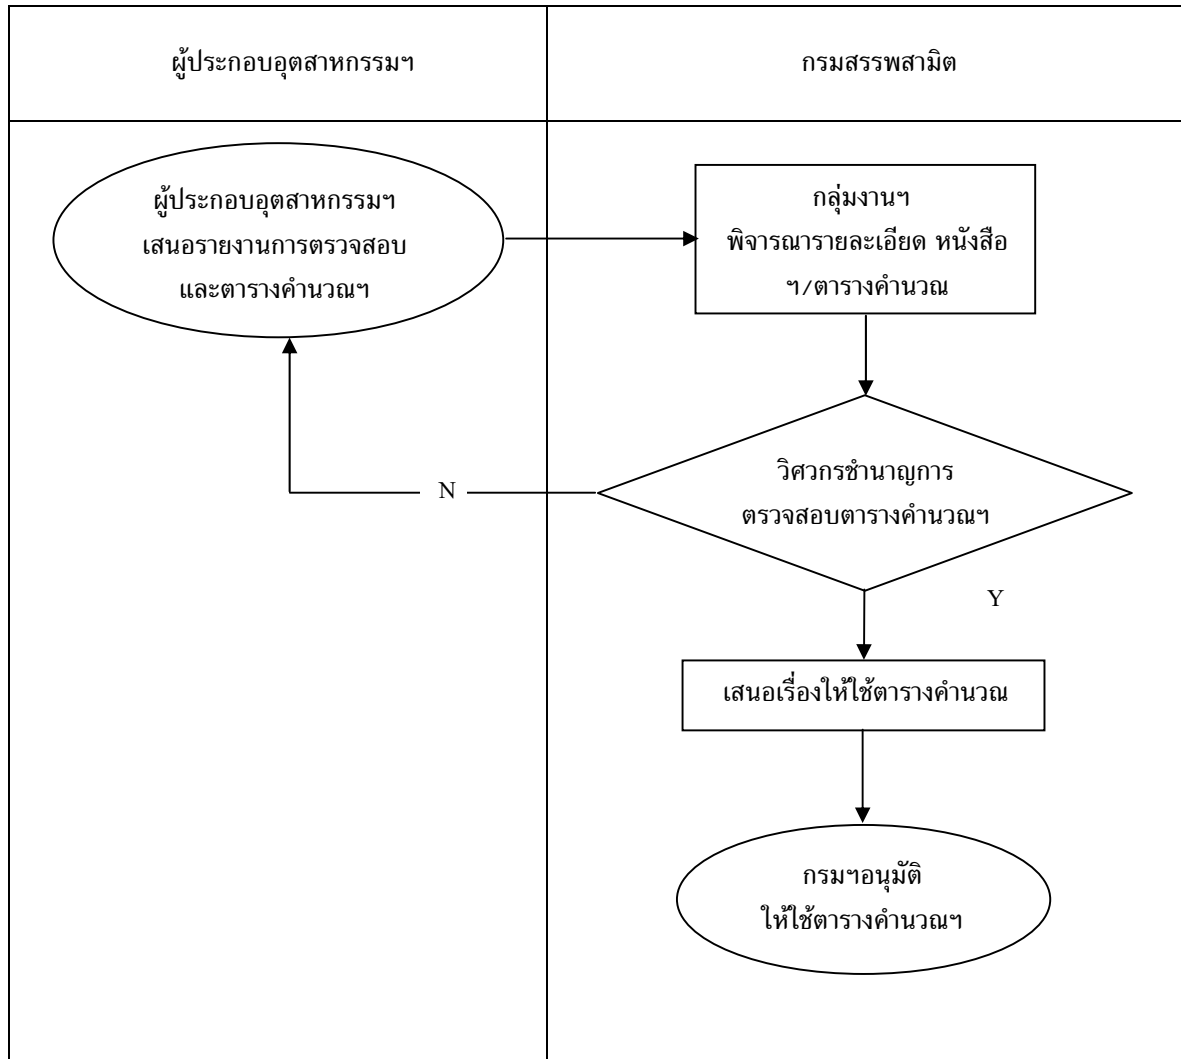 ผู้ประกอบอุตสาหกรรมฯ
กรมสรรพสามิต
ผู้ประกอบอุตสาหกรรมฯ
เสนอรายงานการตรวจสอบ
และตารางคำนวณฯ
กลุ่มงานฯ
พิจารณารายละเอียด หนังสือ
ฯ/ตารางคำนวณ
วิศวกรชำนาญการ
ตรวจสอบตารางคำนวณฯ
N
Y
เสนอเรื่องให้ใช้ตารางคำนวณ
กรมฯอนุมัติ
ให้ใช้ตารางคำนวณฯ